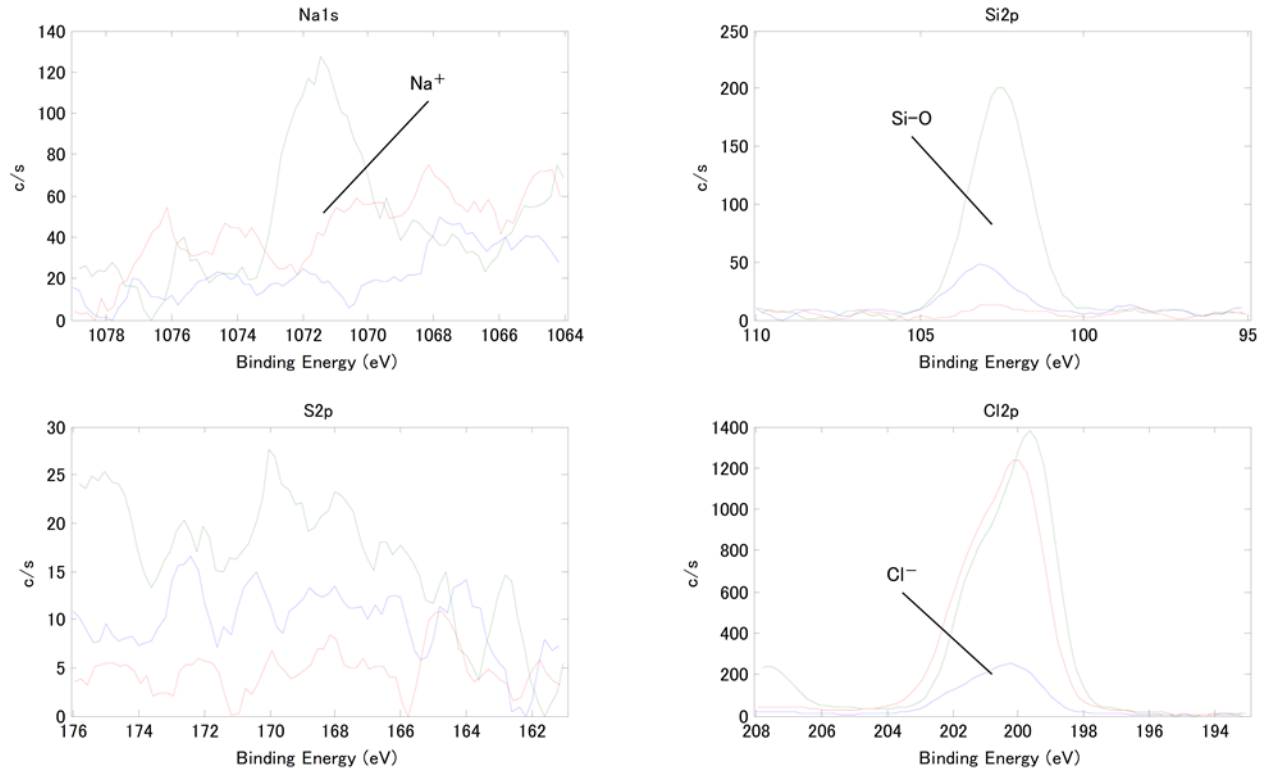 Na1s
140
120
100
80
60
40
20
0
c/s
Na⁺
1078 1076 1074 1072 1070 1068 1066 1064
Binding Energy (eV)
Si2p
250
200
150
100
50
0
c/s
Si-O
110 105 100 95
Binding Energy (eV)
S2p
30
25
20
15
10
5
0
c/s
176 174 172 170 168 166 164 162
Binding Energy (eV)
Cl2p
1400
1200
1000
800
600
400
200
0
c/s
Cl⁻
208 206 204 202 200 198 196 194
Binding Energy (eV)